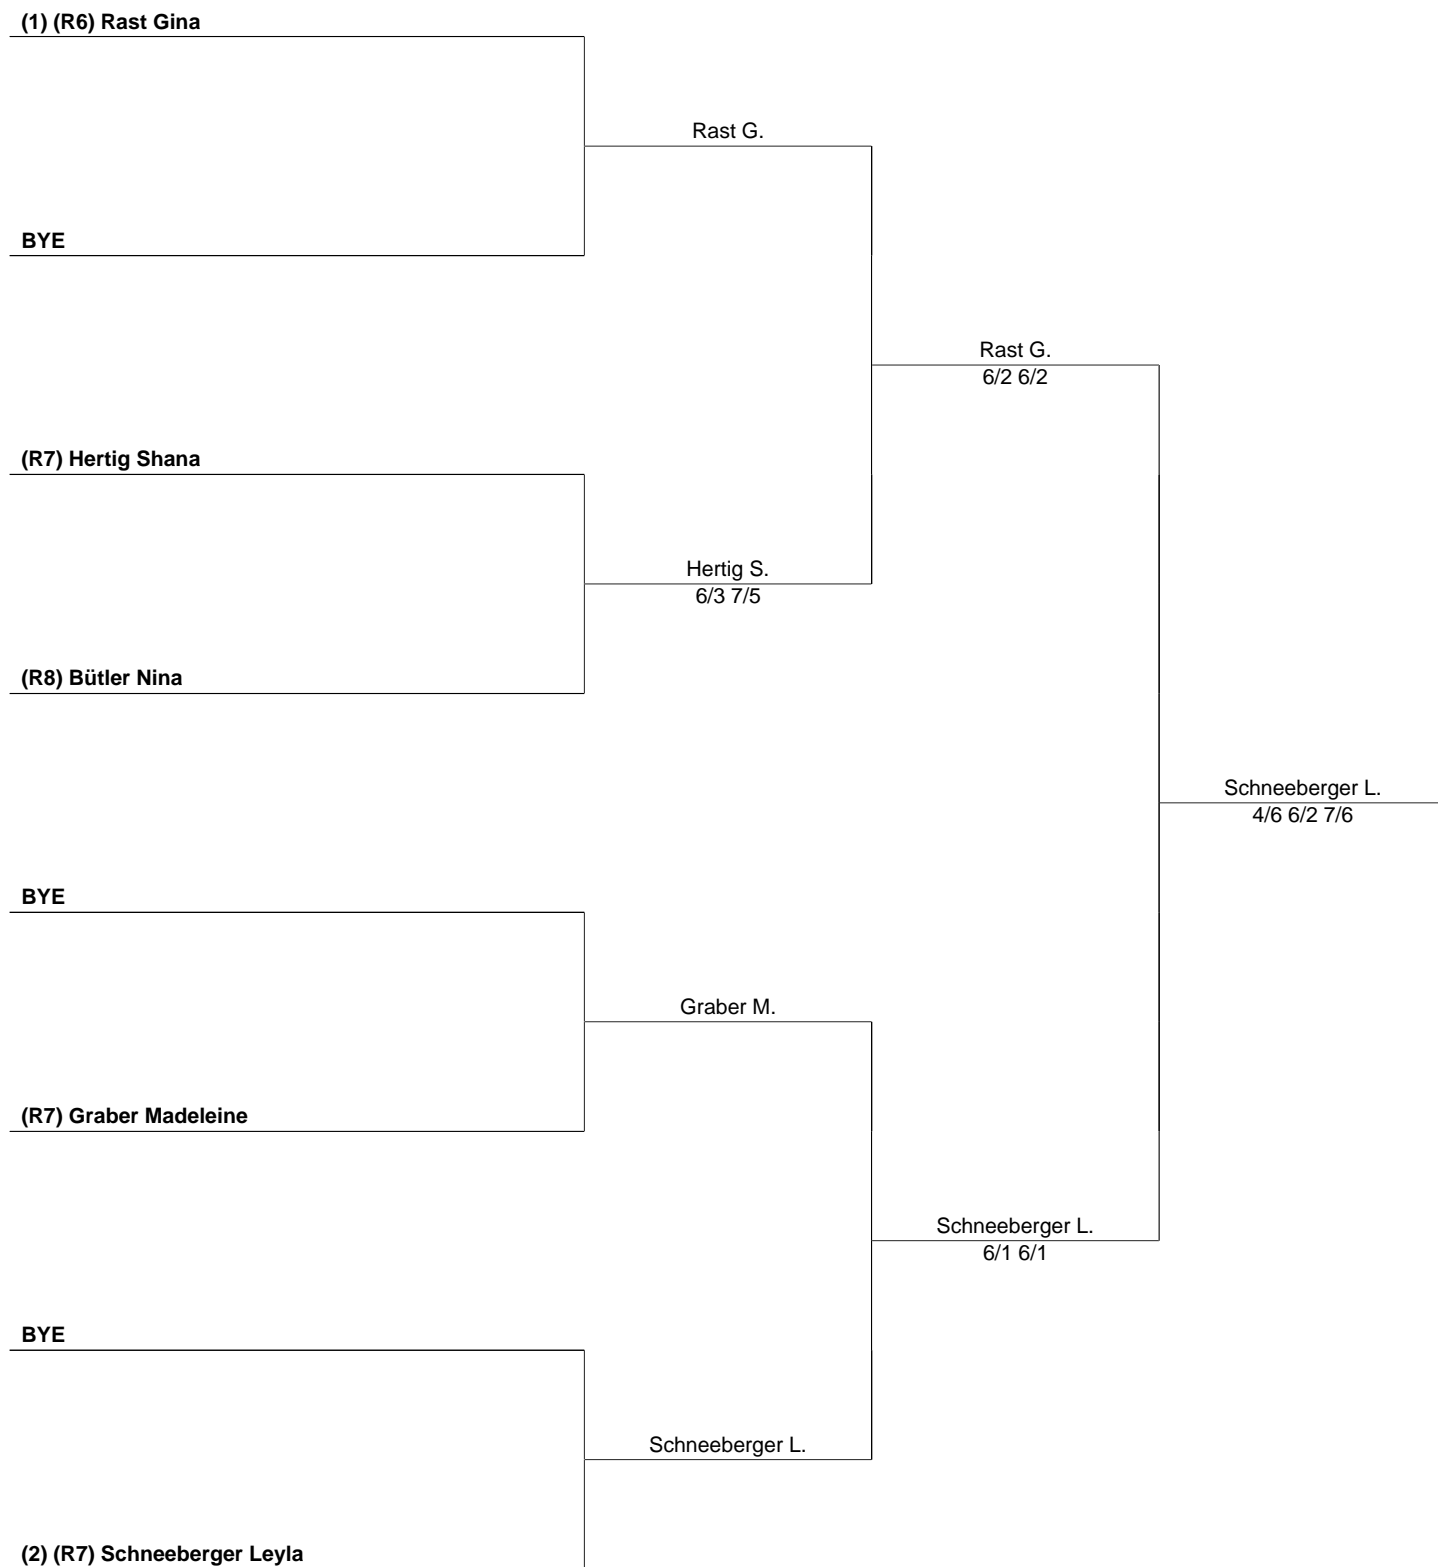 (1) (R6) Rast Gina
Rast G.
BYE
Rast G.
6/2 6/2
(R7) Hertig Shana
Hertig S.
6/3 7/5
(R8) Bütler Nina
Schneeberger L.
4/6 6/2 7/6
BYE
Graber M.
(R7) Graber Madeleine
Schneeberger L.
6/1 6/1
BYE
Schneeberger L.
(2) (R7) Schneeberger Leyla